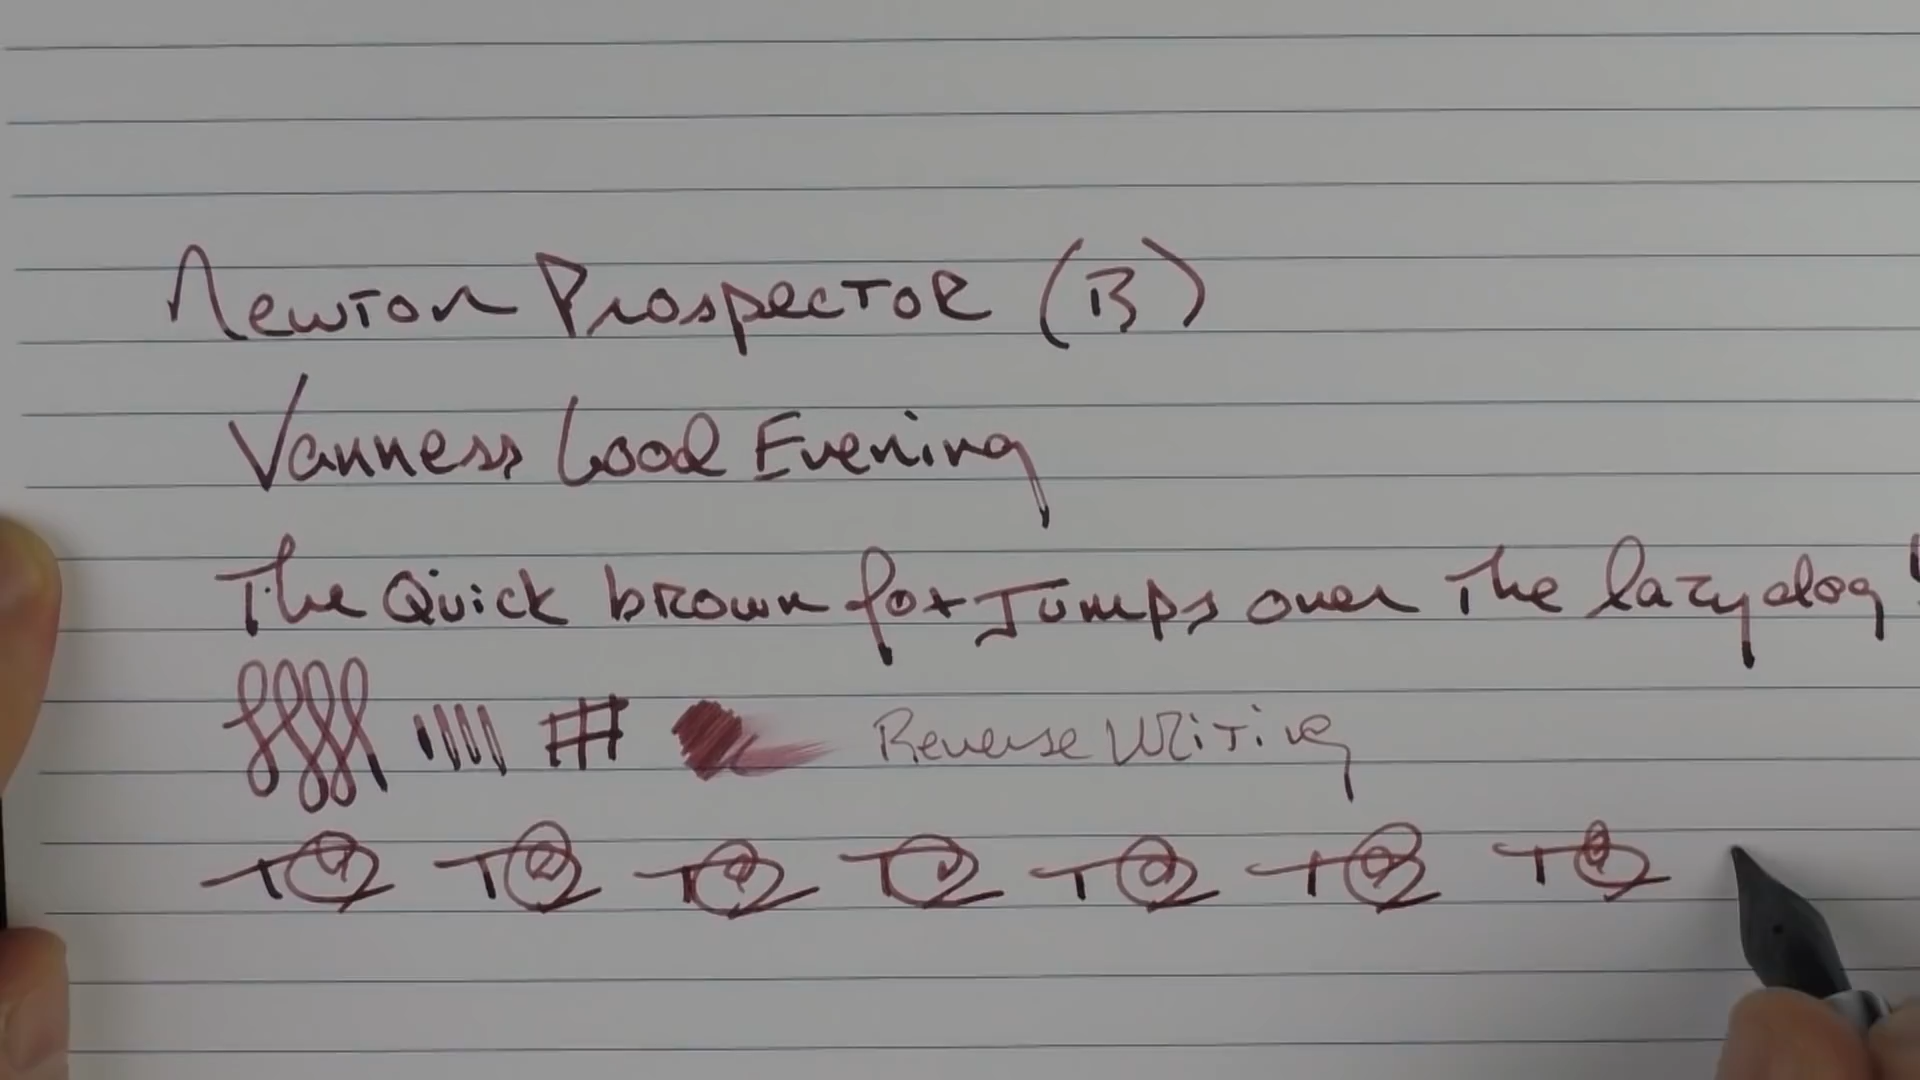 Newton Prospector (B)
Vanness Good Evening
The Quick brown fox Jumps over The lazy dog
Reverse Writing